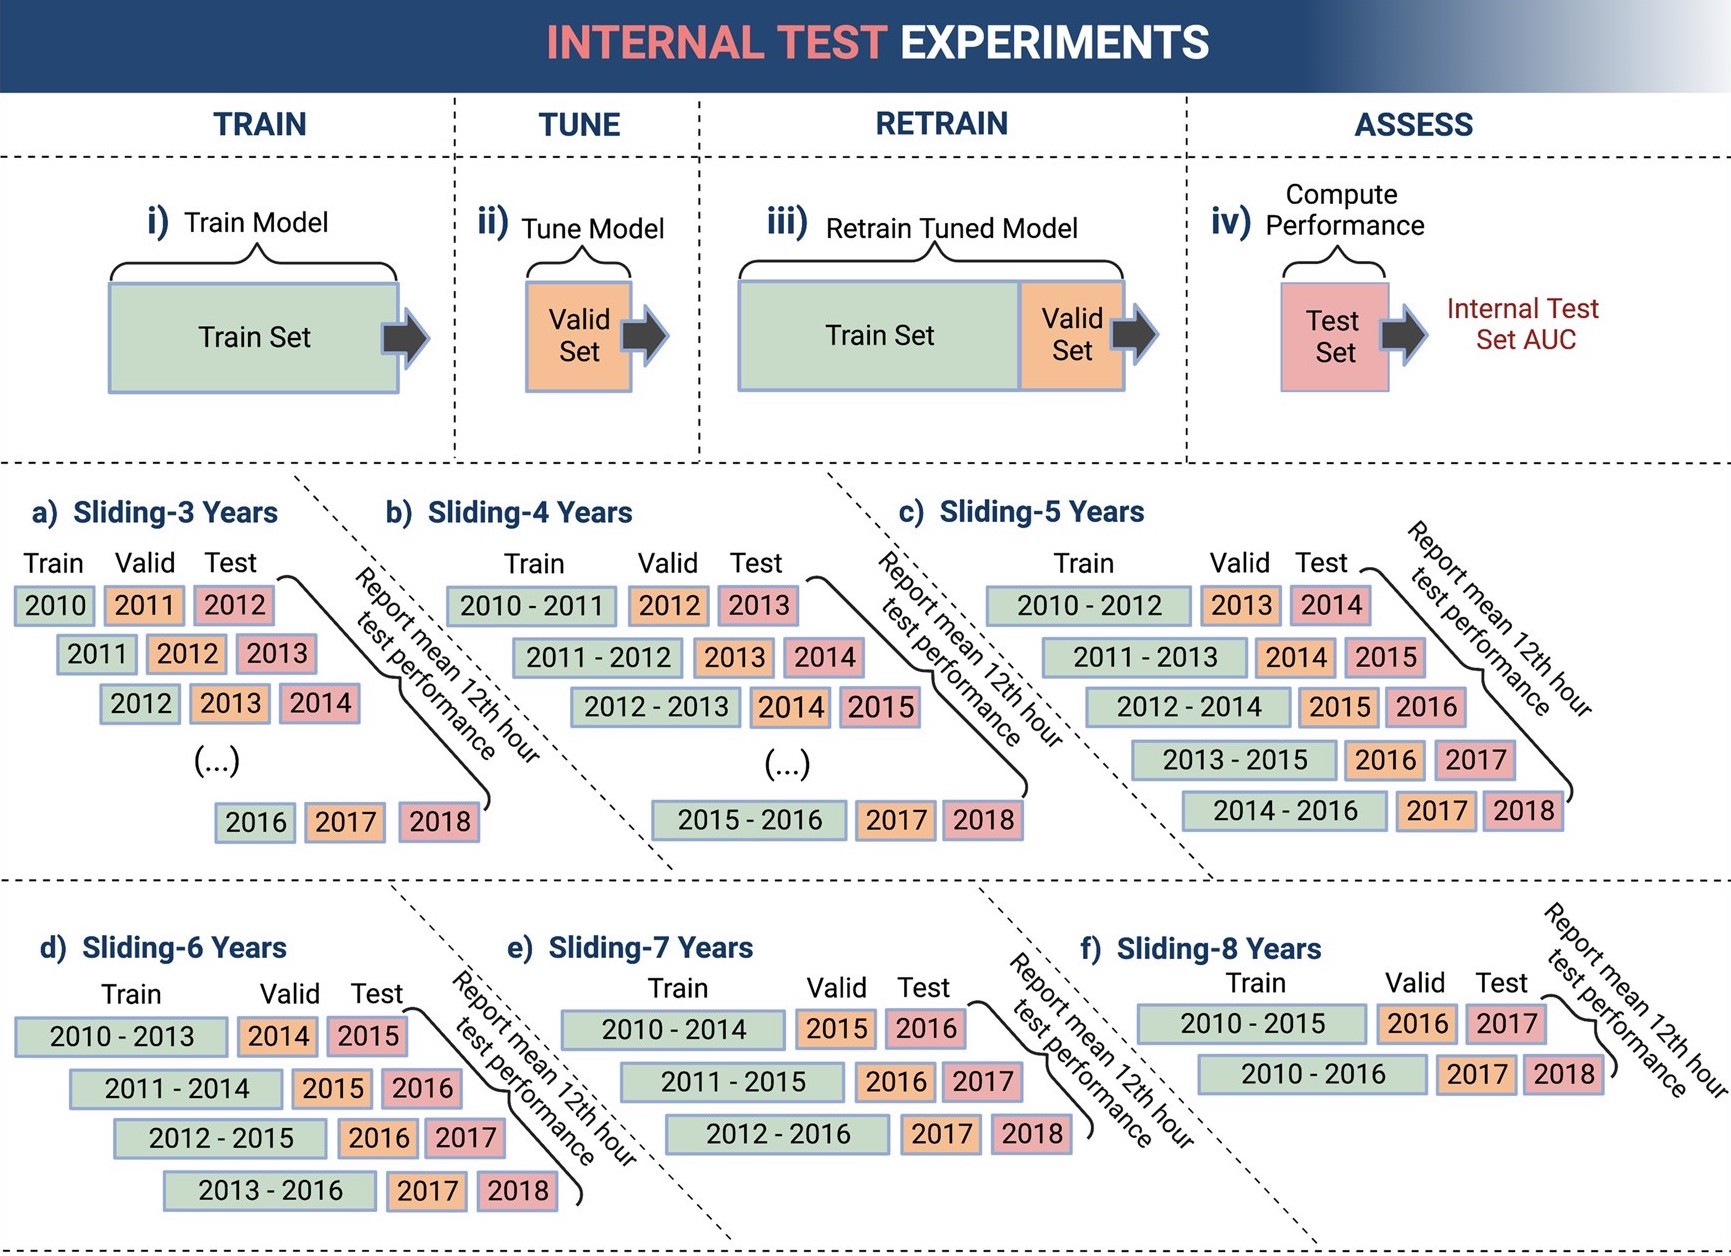 INTERNAL TEST EXPERIMENTS
TRAIN
TUNE
RETRAIN
ASSESS
i) Train Model
Train Set
ii) Tune Model
Valid
Set
iii) Retrain Tuned Model
Train Set
Valid
Set
iv) Compute
Performance
Test
Set
Internal Test
Set AUC
a) Sliding-3 Years
Train Valid Test
2010 2011 2012
2011 2012 2013
2012 2013 2014
(...)
2016 2017 2018
Report mean 12th hour
test performance
b) Sliding-4 Years
Train Valid Test
2010 - 2011 2012 2013
2011 - 2012 2013 2014
2012 - 2013 2014 2015
(...)
2015 - 2016 2017 2018
Report mean 12th hour
test performance
c) Sliding-5 Years
Train Valid Test
2010 - 2012 2013 2014
2011 - 2013 2014 2015
2012 - 2014 2015 2016
2013 - 2015 2016 2017
2014 - 2016 2017 2018
Report mean 12th hour
test performance
d) Sliding-6 Years
Train Valid Test
2010 - 2013 2014 2015
2011 - 2014 2015 2016
2012 - 2015 2016 2017
2013 - 2016 2017 2018
Report mean 12th hour
test performance
e) Sliding-7 Years
Train Valid Test
2010 - 2014 2015 2016
2011 - 2015 2016 2017
2012 - 2016 2017 2018
Report mean 12th hour
test performance
f) Sliding-8 Years
Train Valid Test
2010 - 2015 2016 2017
2010 - 2016 2017 2018
Report mean 12th hour
test performance